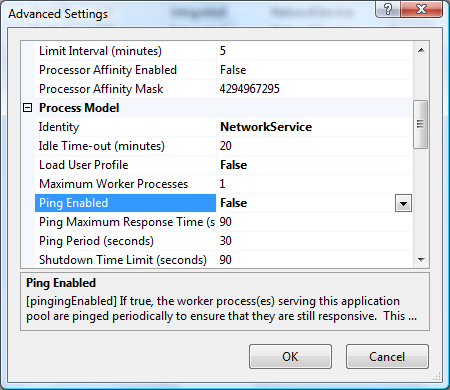 Advanced Settings
Limit Interval (minutes) 5
Processor Affinity Enabled False
Processor Affinity Mask 4294967295
Process Model
Identity NetworkService
Idle Time-out (minutes) 20
Load User Profile False
Maximum Worker Processes 1
Ping Enabled False
Ping Maximum Response Time (s 90
Ping Period (seconds) 30
Shutdown Time Limit (seconds) 90
Ping Enabled
[pingingEnabled] If true, the worker process(es) serving this application
pool are pinged periodically to ensure that they are still responsive. This ...
OK Cancel